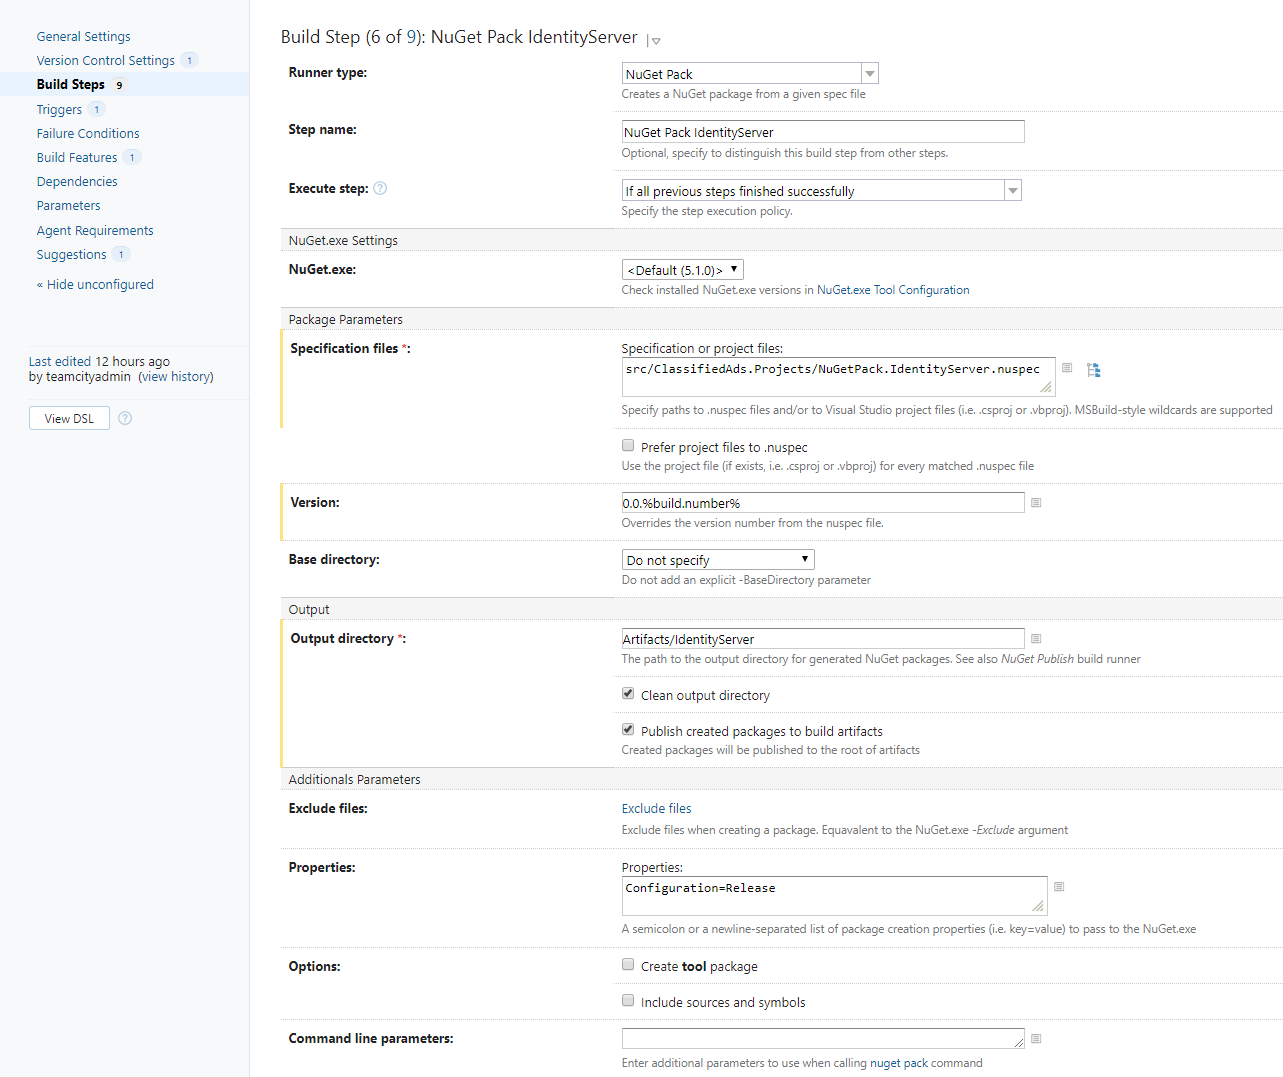 General Settings
Version Control Settings 1
Build Steps 9
Triggers 1
Failure Conditions
Build Features 1
Dependencies
Parameters
Agent Requirements
Suggestions 1
« Hide unconfigured
Last edited 12 hours ago
by teamcityadmin (view history)
View DSL ?
Build Step (6 of 9): NuGet Pack IdentityServer
Runner type:
NuGet Pack
Creates a NuGet package from a given spec file
Step name:
NuGet Pack IdentityServer
Optional, specify to distinguish this build step from other steps.
Execute step: ?
If all previous steps finished successfully
Specify the step execution policy.
NuGet.exe Settings
NuGet.exe:
<Default (5.1.0)>
Check installed NuGet.exe versions in NuGet.exe Tool Configuration
Package Parameters
Specification files *:
Specification or project files:
src/ClassifiedAds.Projects/NuGetPack.IdentityServer.nuspec
Specify paths to .nuspec files and/or to Visual Studio project files (i.e. .csproj or .vbproj). MSBuild-style wildcards are supported
Prefer project files to .nuspec
Use the project file (if exists, i.e. .csproj or .vbproj) for every matched .nuspec file
Version:
0.0.%build.number%
Overrides the version number from the nuspec file.
Base directory:
Do not specify
Do not add an explicit -BaseDirectory parameter
Output
Output directory *:
Artifacts/IdentityServer
The path to the output directory for generated NuGet packages. See also NuGet Publish build runner
Clean output directory
Publish created packages to build artifacts
Created packages will be published to the root of artifacts
Additionals Parameters
Exclude files:
Exclude files
Exclude files when creating a package. Equavalent to the NuGet.exe -Exclude argument
Properties:
Properties:
Configuration=Release
A semicolon or a newline-separated list of package creation properties (i.e. key=value) to pass to the NuGet.exe
Options:
Create tool package
Include sources and symbols
Command line parameters:
Enter additional parameters to use when calling nuget pack command